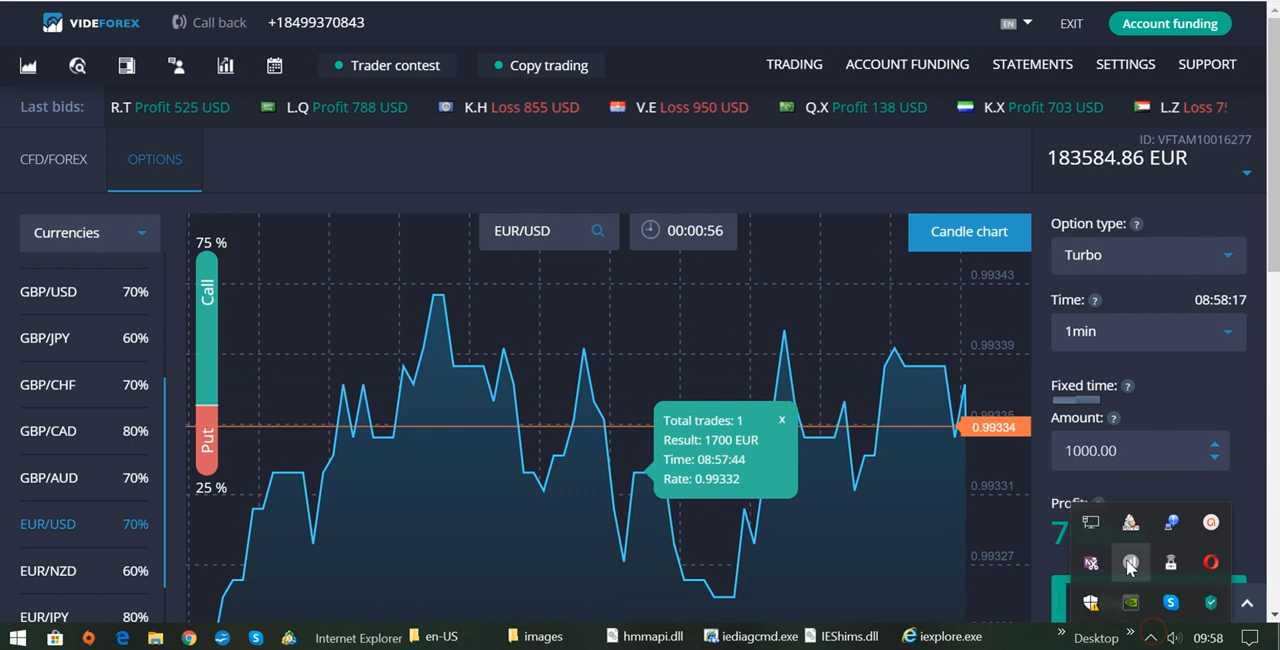 VIDEFOREX
Call back
+18499370843
EN
EXIT
Account funding
Trader contest
Copy trading
TRADING
ACCOUNT FUNDING
STATEMENTS
SETTINGS
SUPPORT
Last bids:
R.T Profit 525 USD
L.Q Profit 788 USD
K.H Loss 855 USD
V.E Loss 950 USD
Q.X Profit 138 USD
K.X Profit 703 USD
L.Z Loss
CFD/FOREX
OPTIONS
ID: VFTAM10016277
183584.86 EUR
Currencies
GBP/USD 70%
GBP/JPY 60%
GBP/CHF 70%
GBP/CAD 80%
GBP/AUD 70%
EUR/USD 70%
EUR/NZD 60%
EUR/JPY 80%
75 %
Call
Put
25 %
EUR/USD
00:00:56
Candle chart
0.99343
0.99339
0.99335
0.99334
0.99331
0.99327
Total trades: 1 x
Result: 1700 EUR
Time: 08:57:44
Rate: 0.99332
Option type: ?
Turbo
Time: ? 08:58:17
1min
Fixed time: ?
Amount: ?
1000.00
7
Internet Explorer
en-US
images
hmmapi.dll
iediagcmd.exe
IEShims.dll
iexplore.exe
Desktop
09:58